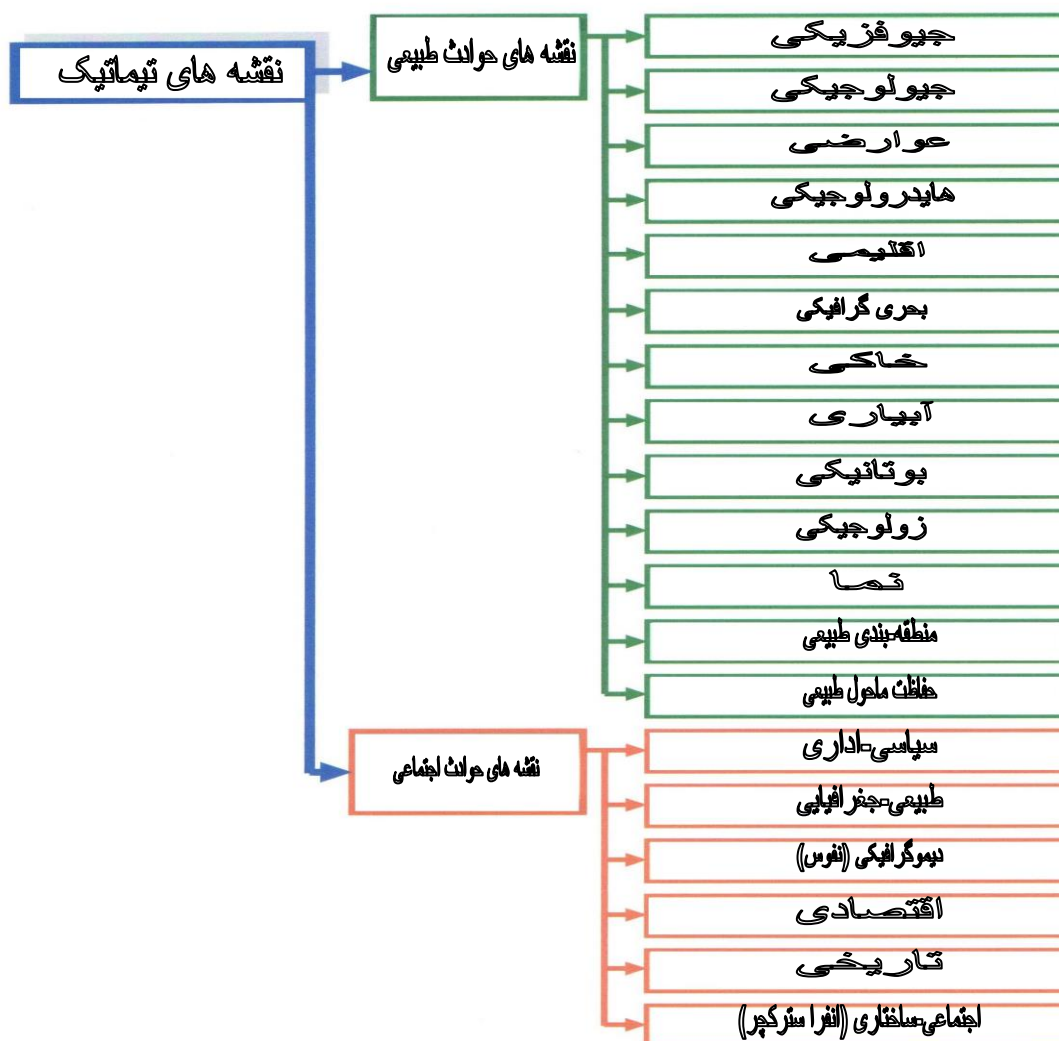 نقشه های تیماتیک
نقشه های حوادث طبیعی
جیوفزیکی
جیولوجیکی
عوارضی
هایدرولوجیکی
اقلیمی
بحری گرافیکی
خاکی
آبیاری
بوتانیکی
زولوجیکی
نما
منطقه-بندی طبیعی
حفاظت ماحول طبیعی
نقشه های حوادث اجتماعی
سیاسی-اداری
طبیعی-جغرافیایی
دیموگرافیکی (نفوس)
اقتصادی
تاریخی
اجتماعی-ساختاری (انفرا سترکچر)